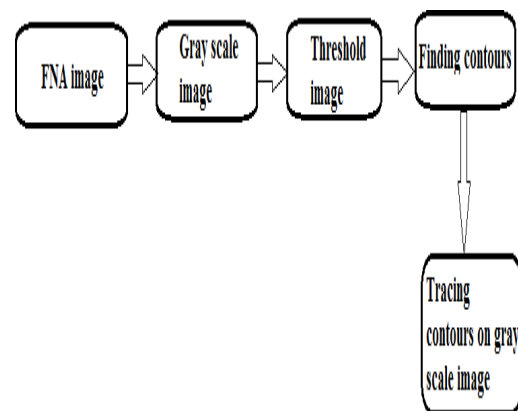 FNA image
Gray scale
image
Threshold
image
Finding contours
Tracing
contours on gray
scale image